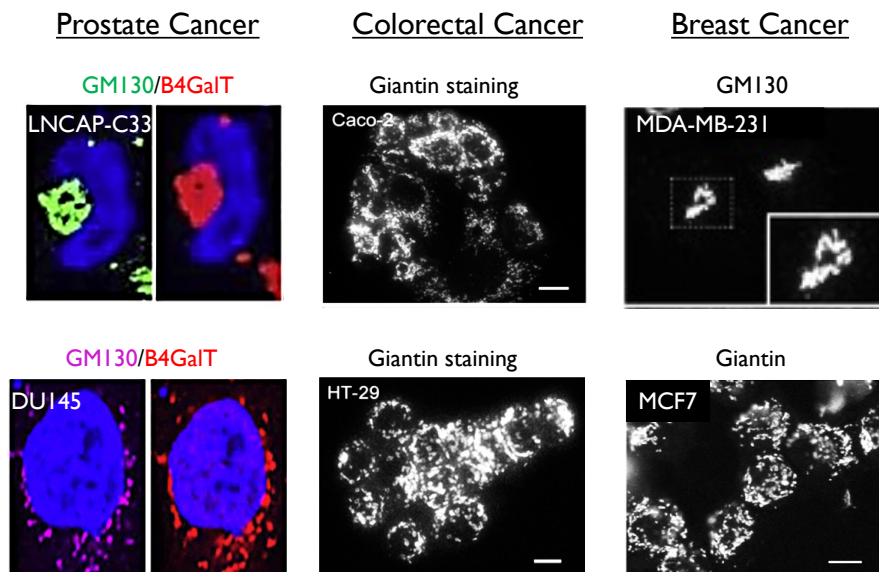 Prostate Cancer
Colorectal Cancer
Breast Cancer
GM130/B4GalT
Giantin staining
GM130
LNCAP-C33
Caco-2
MDA-MB-231
GM130/B4GalT
Giantin staining
Giantin
DU145
HT-29
MCF7